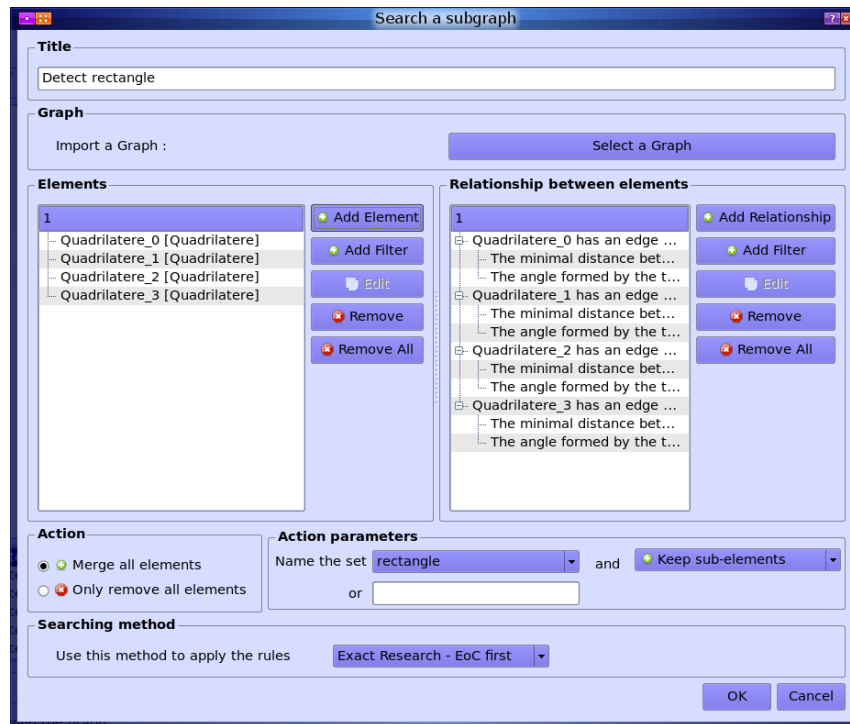 Search a subgraph
Title
Detect rectangle
Graph
Import a Graph :
Select a Graph
Elements
1
Quadrilatere_0 [Quadrilatere]
Quadrilatere_1 [Quadrilatere]
Quadrilatere_2 [Quadrilatere]
Quadrilatere_3 [Quadrilatere]
Add Element
Add Filter
Edit
Remove
Remove All
Relationship between elements
1
Quadrilatere_0 has an edge ...
The minimal distance bet...
The angle formed by the t...
Quadrilatere_1 has an edge ...
The minimal distance bet...
The angle formed by the t...
Quadrilatere_2 has an edge ...
The minimal distance bet...
The angle formed by the t...
Quadrilatere_3 has an edge ...
The minimal distance bet...
The angle formed by the t...
Add Relationship
Add Filter
Edit
Remove
Remove All
Action
Merge all elements
Only remove all elements
Action parameters
Name the set rectangle and Keep sub-elements
or
Searching method
Use this method to apply the rules Exact Research - EoC first
OK Cancel